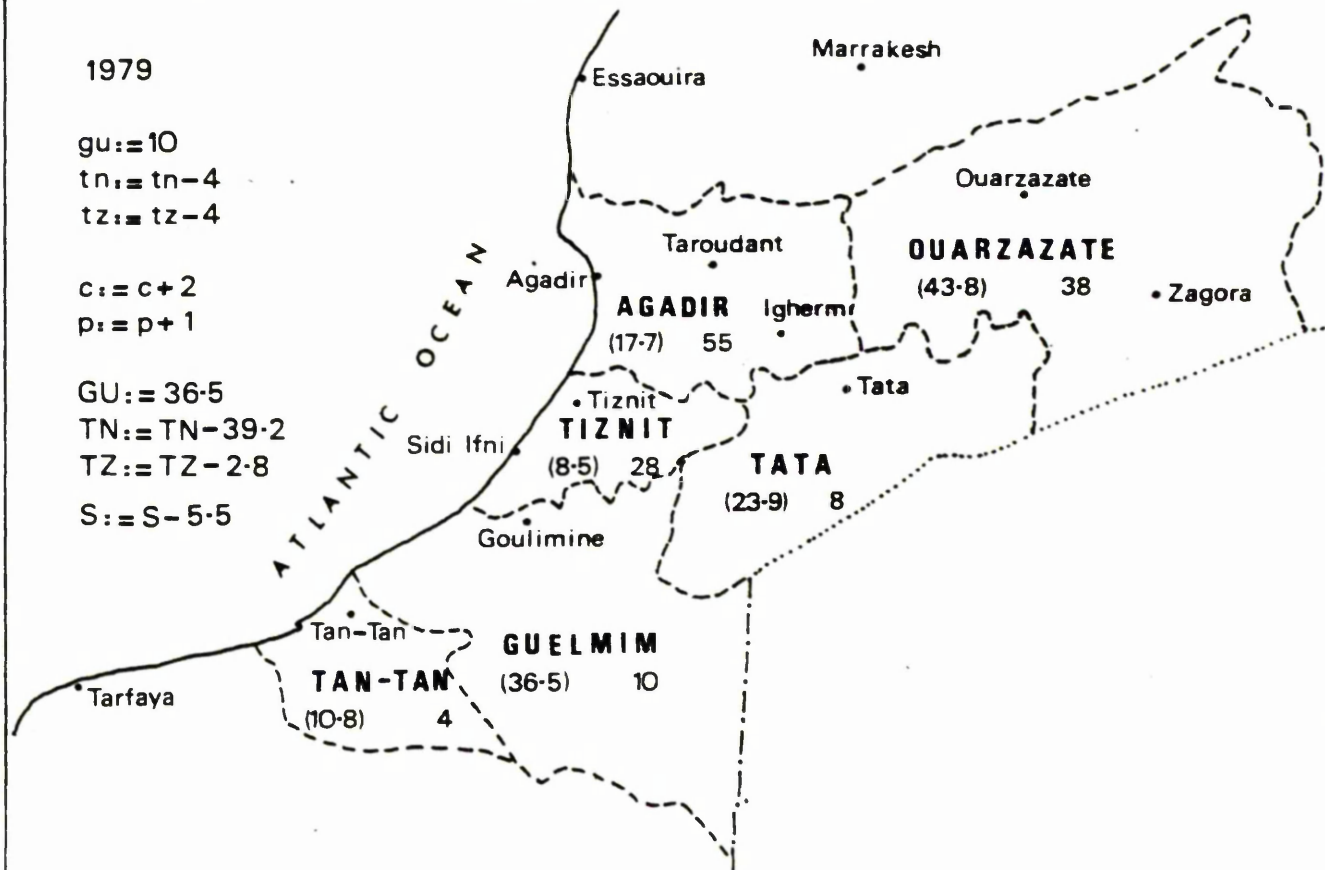 1979
gu:=10
tn:=tn-4
tz:=tz-4
c:=c+2
p:=p+1
GU:=36·5
TN:=TN-39·2
TZ:=TZ-2·8
S:=S-5·5
ATLANTIC OCEAN
Marrakesh
Essaouira
Ouarzazate
Taroudant
OUARZAZATE
(43·8) 38
Agadir
Zagora
AGADIR
Igherm
(17·7) 55
Tata
Tiznit
TIZNIT
Sidi Ifni
(8·5) 28
TATA
(23·9) 8
Goulimine
Tan-Tan
GUELMIM
(36·5) 10
TAN-TAN
(10·8) 4
Tarfaya